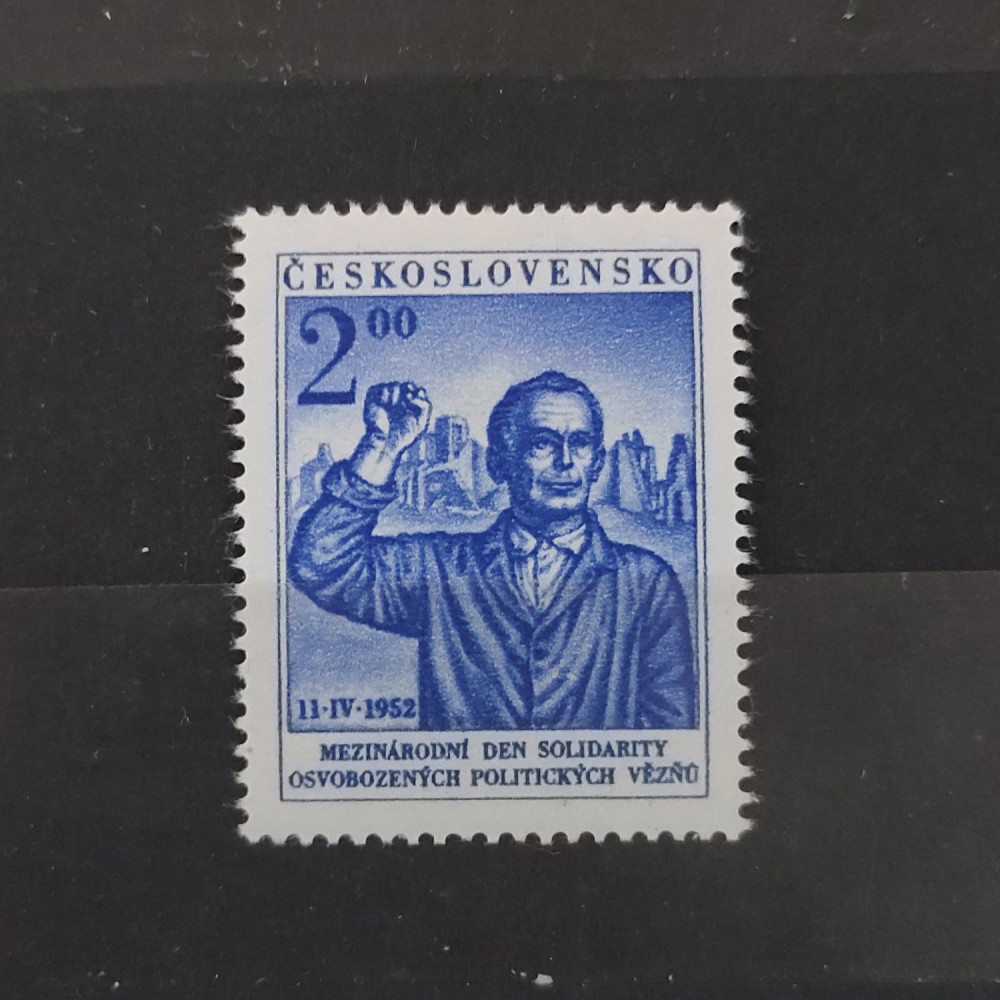 ČESKOSLOVENSKO
2 00
11·IV·1952
MEZINÁRODNÍ DEN SOLIDARITY
OSVOBOZENÝCH POLITICKÝCH VĚZŇŮ